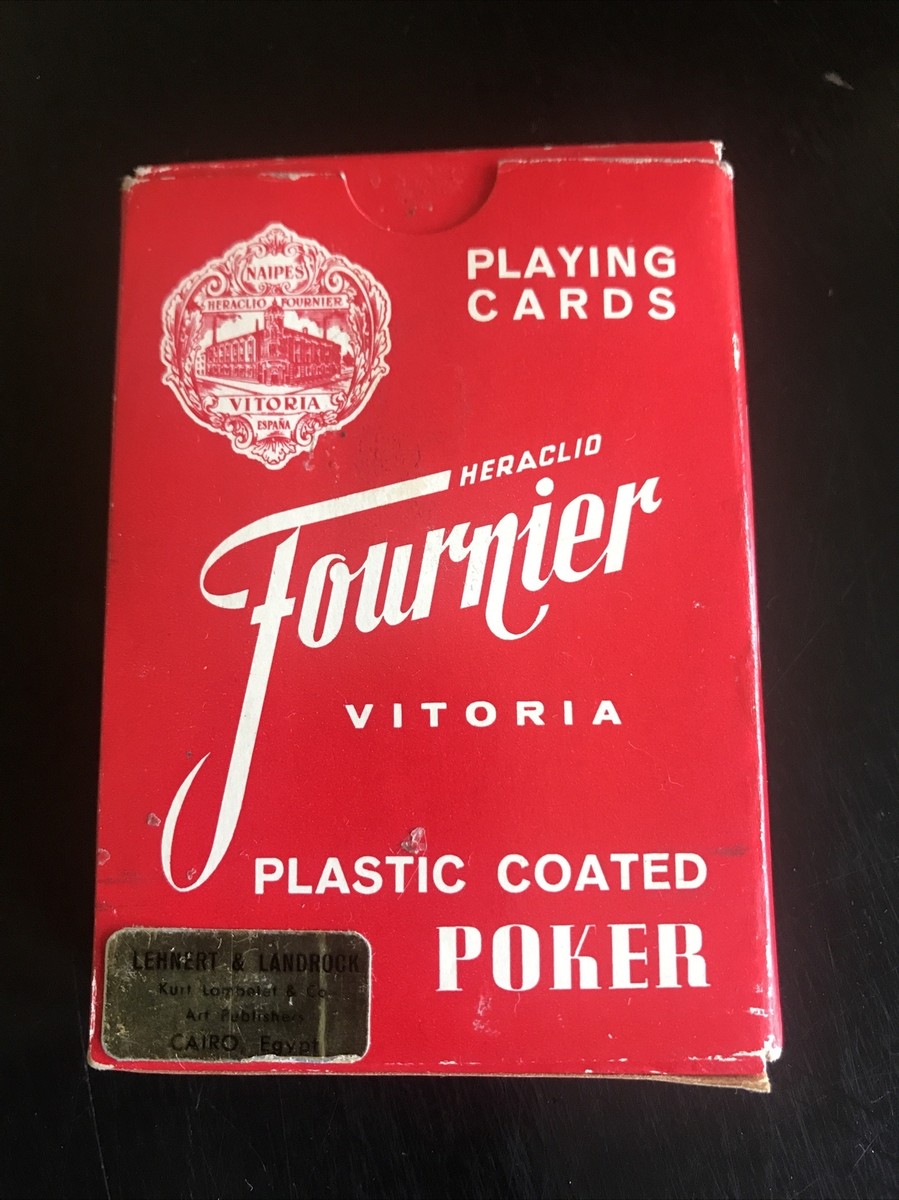 NAIPES
HERACLIO FOURNIER
VITORIA
ESPAÑA
PLAYING
CARDS
HERACLIO
Fournier
VITORIA
PLASTIC COATED
POKER
LEHNERT & LANDROCK
Kurt Lambelet & Co
Art Publishers
CAIRO, Egypt